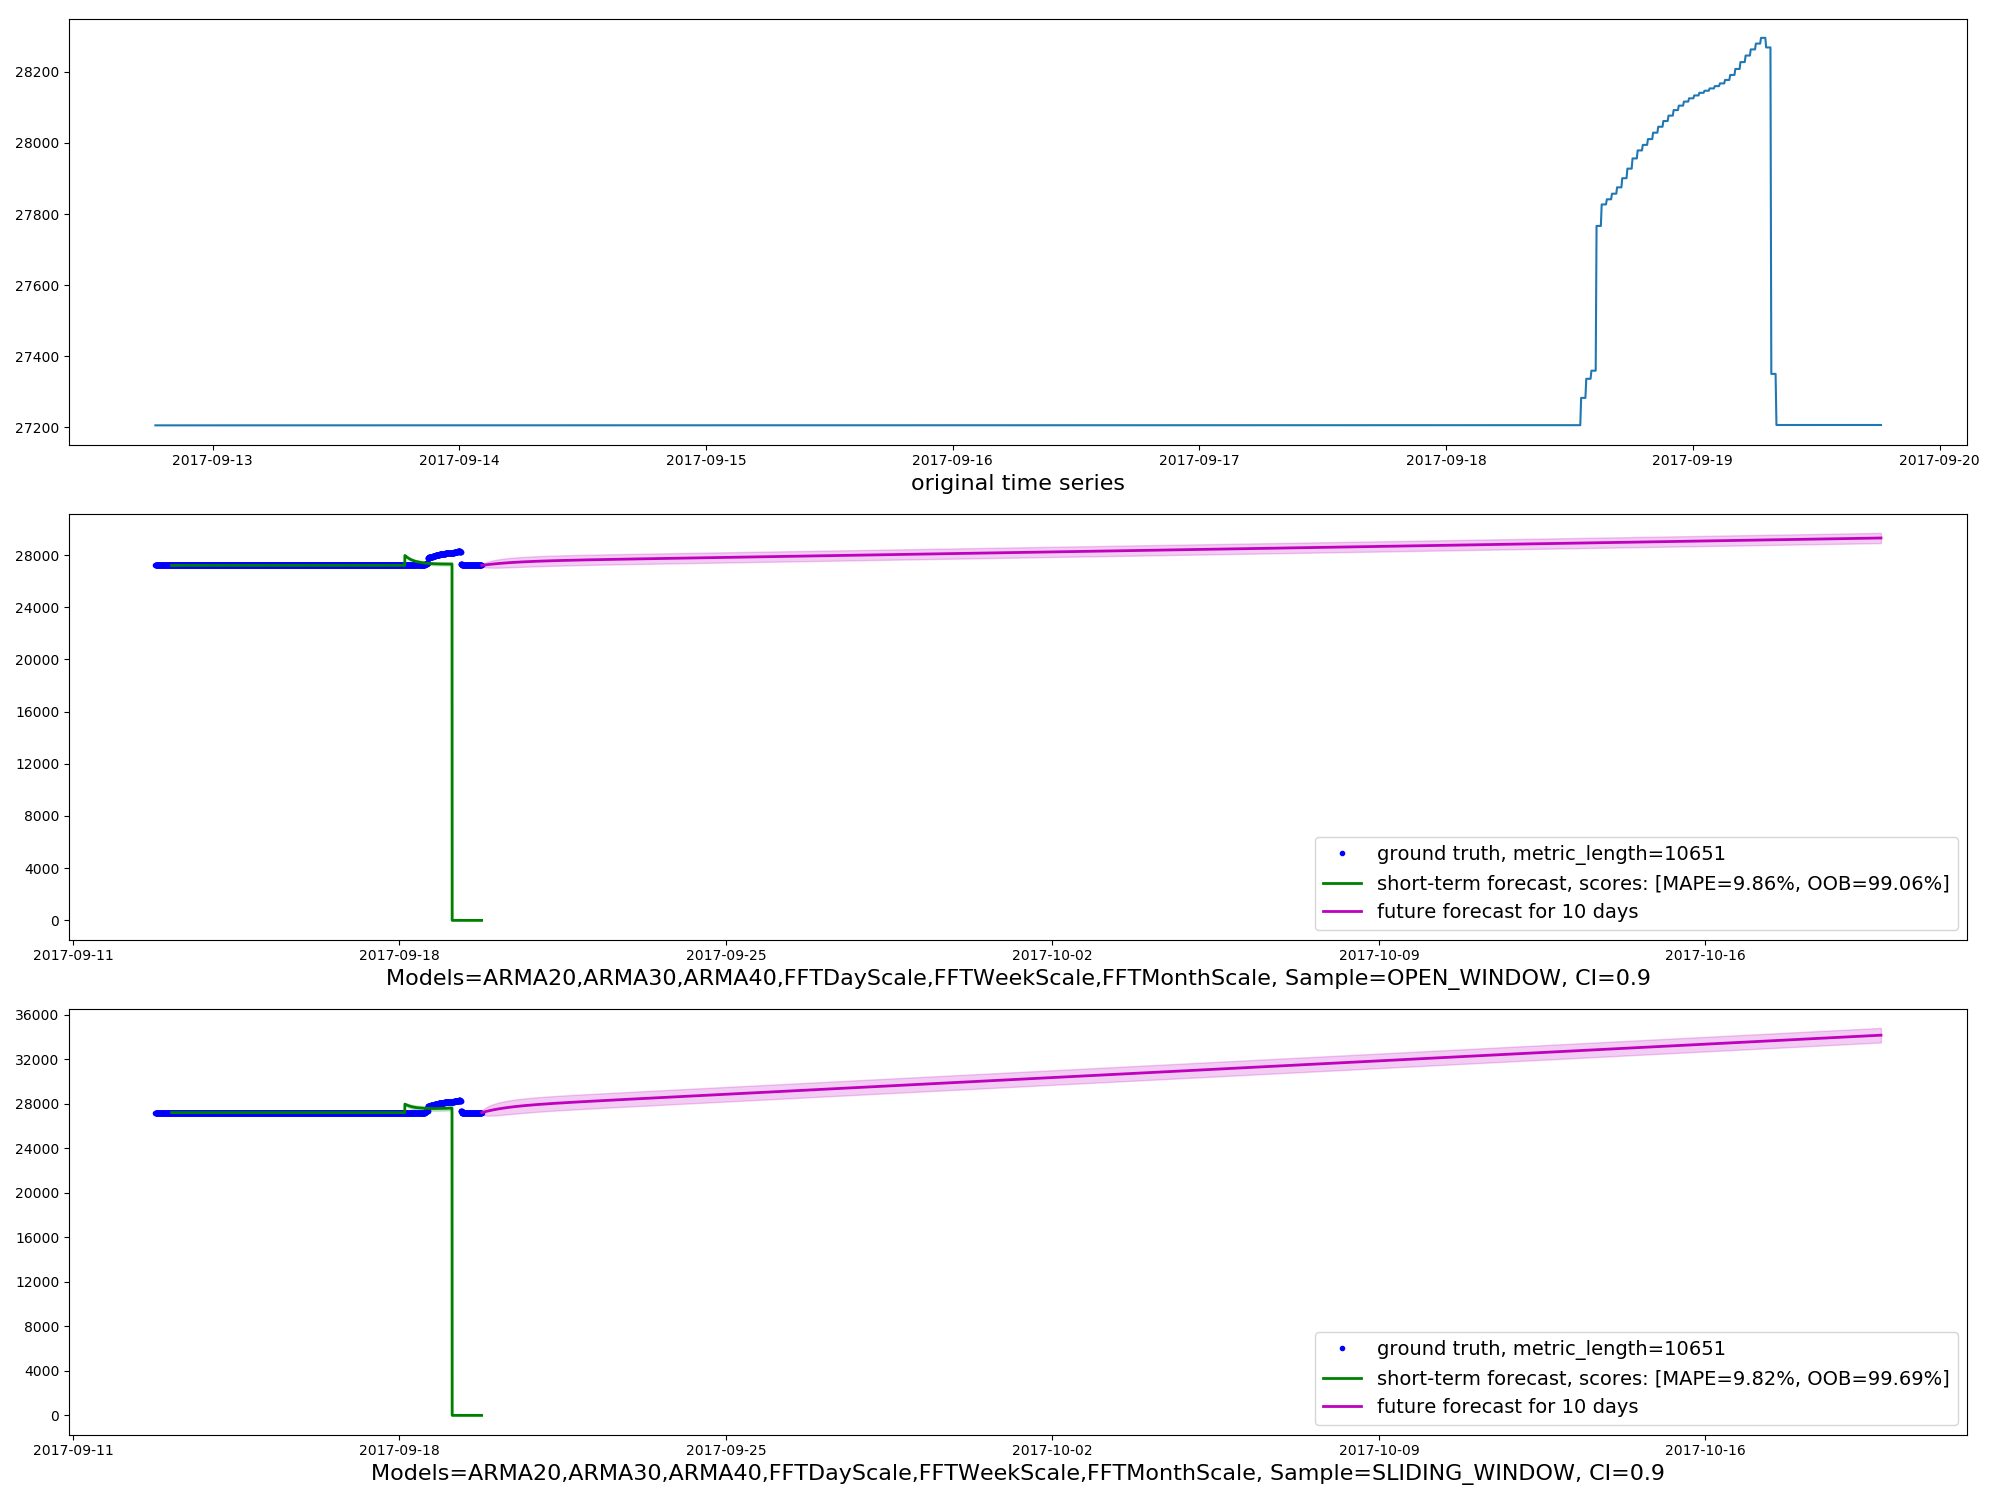 28200
28000
27800
27600
27400
27200
2017-09-13 2017-09-14 2017-09-15 2017-09-16 2017-09-17 2017-09-18 2017-09-19 2017-09-20
original time series
28000
24000
20000
16000
12000
8000
4000
0
ground truth, metric_length=10651
short-term forecast, scores: [MAPE=9.86%, OOB=99.06%]
future forecast for 10 days
2017-09-11 2017-09-18 2017-09-25 2017-10-02 2017-10-09 2017-10-16
Models=ARMA20,ARMA30,ARMA40,FFTDayScale,FFTWeekScale,FFTMonthScale, Sample=OPEN_WINDOW, CI=0.9
36000
32000
28000
24000
20000
16000
12000
8000
4000
0
ground truth, metric_length=10651
short-term forecast, scores: [MAPE=9.82%, OOB=99.69%]
future forecast for 10 days
2017-09-11 2017-09-18 2017-09-25 2017-10-02 2017-10-09 2017-10-16
Models=ARMA20,ARMA30,ARMA40,FFTDayScale,FFTWeekScale,FFTMonthScale, Sample=SLIDING_WINDOW, CI=0.9